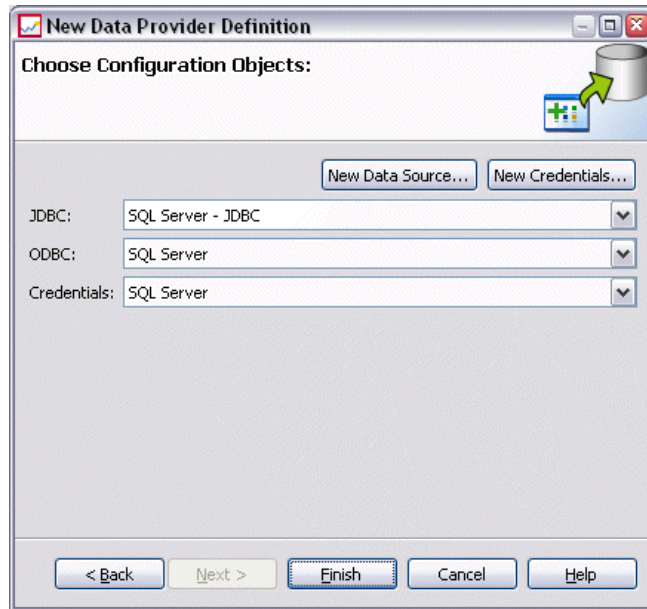 New Data Provider Definition
Choose Configuration Objects:
New Data Source... New Credentials...
JDBC: SQL Server - JDBC
ODBC: SQL Server
Credentials: SQL Server
< Back Next > Finish Cancel Help